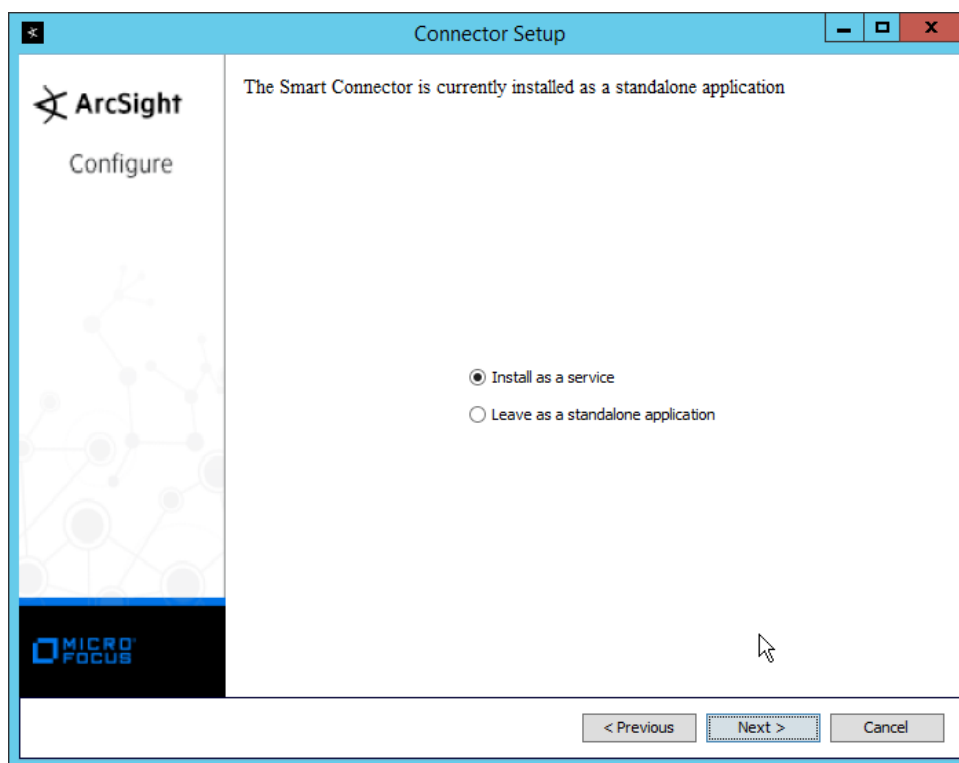 Connector Setup
ArcSight
Configure
The Smart Connector is currently installed as a standalone application
Install as a service
Leave as a standalone application
MICRO
FOCUS
< Previous
Next >
Cancel